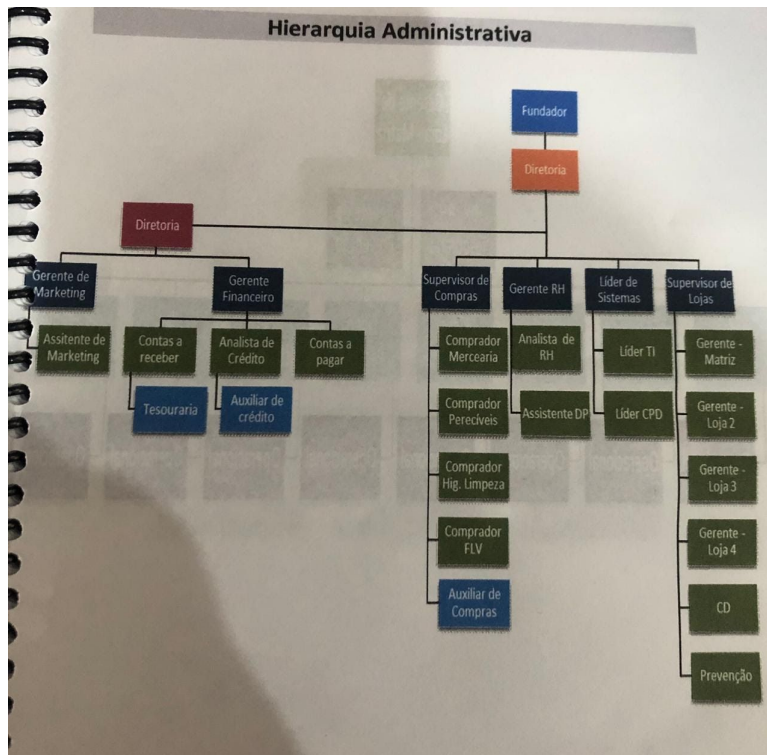 Hierarquia Administrativa
Fundador
Diretoria
Diretoria
Gerente de
Marketing
Gerente
Financeiro
Supervisor de
Compras
Gerente RH
Líder de
Sistemas
Supervisor de
Lojas
Assitente de
Marketing
Contas a
receber
Analista de
Crédito
Contas a
pagar
Comprador
Mercearia
Analista de
RH
Líder TI
Gerente -
Matriz
Tesouraria
Auxiliar de
crédito
Comprador
Perecíveis
Assistente DP
Líder CPD
Gerente -
Loja 2
Comprador
Hig. Limpeza
Gerente -
Loja 3
Comprador
FLV
Gerente -
Loja 4
Auxiliar de
Compras
CD
Prevenção